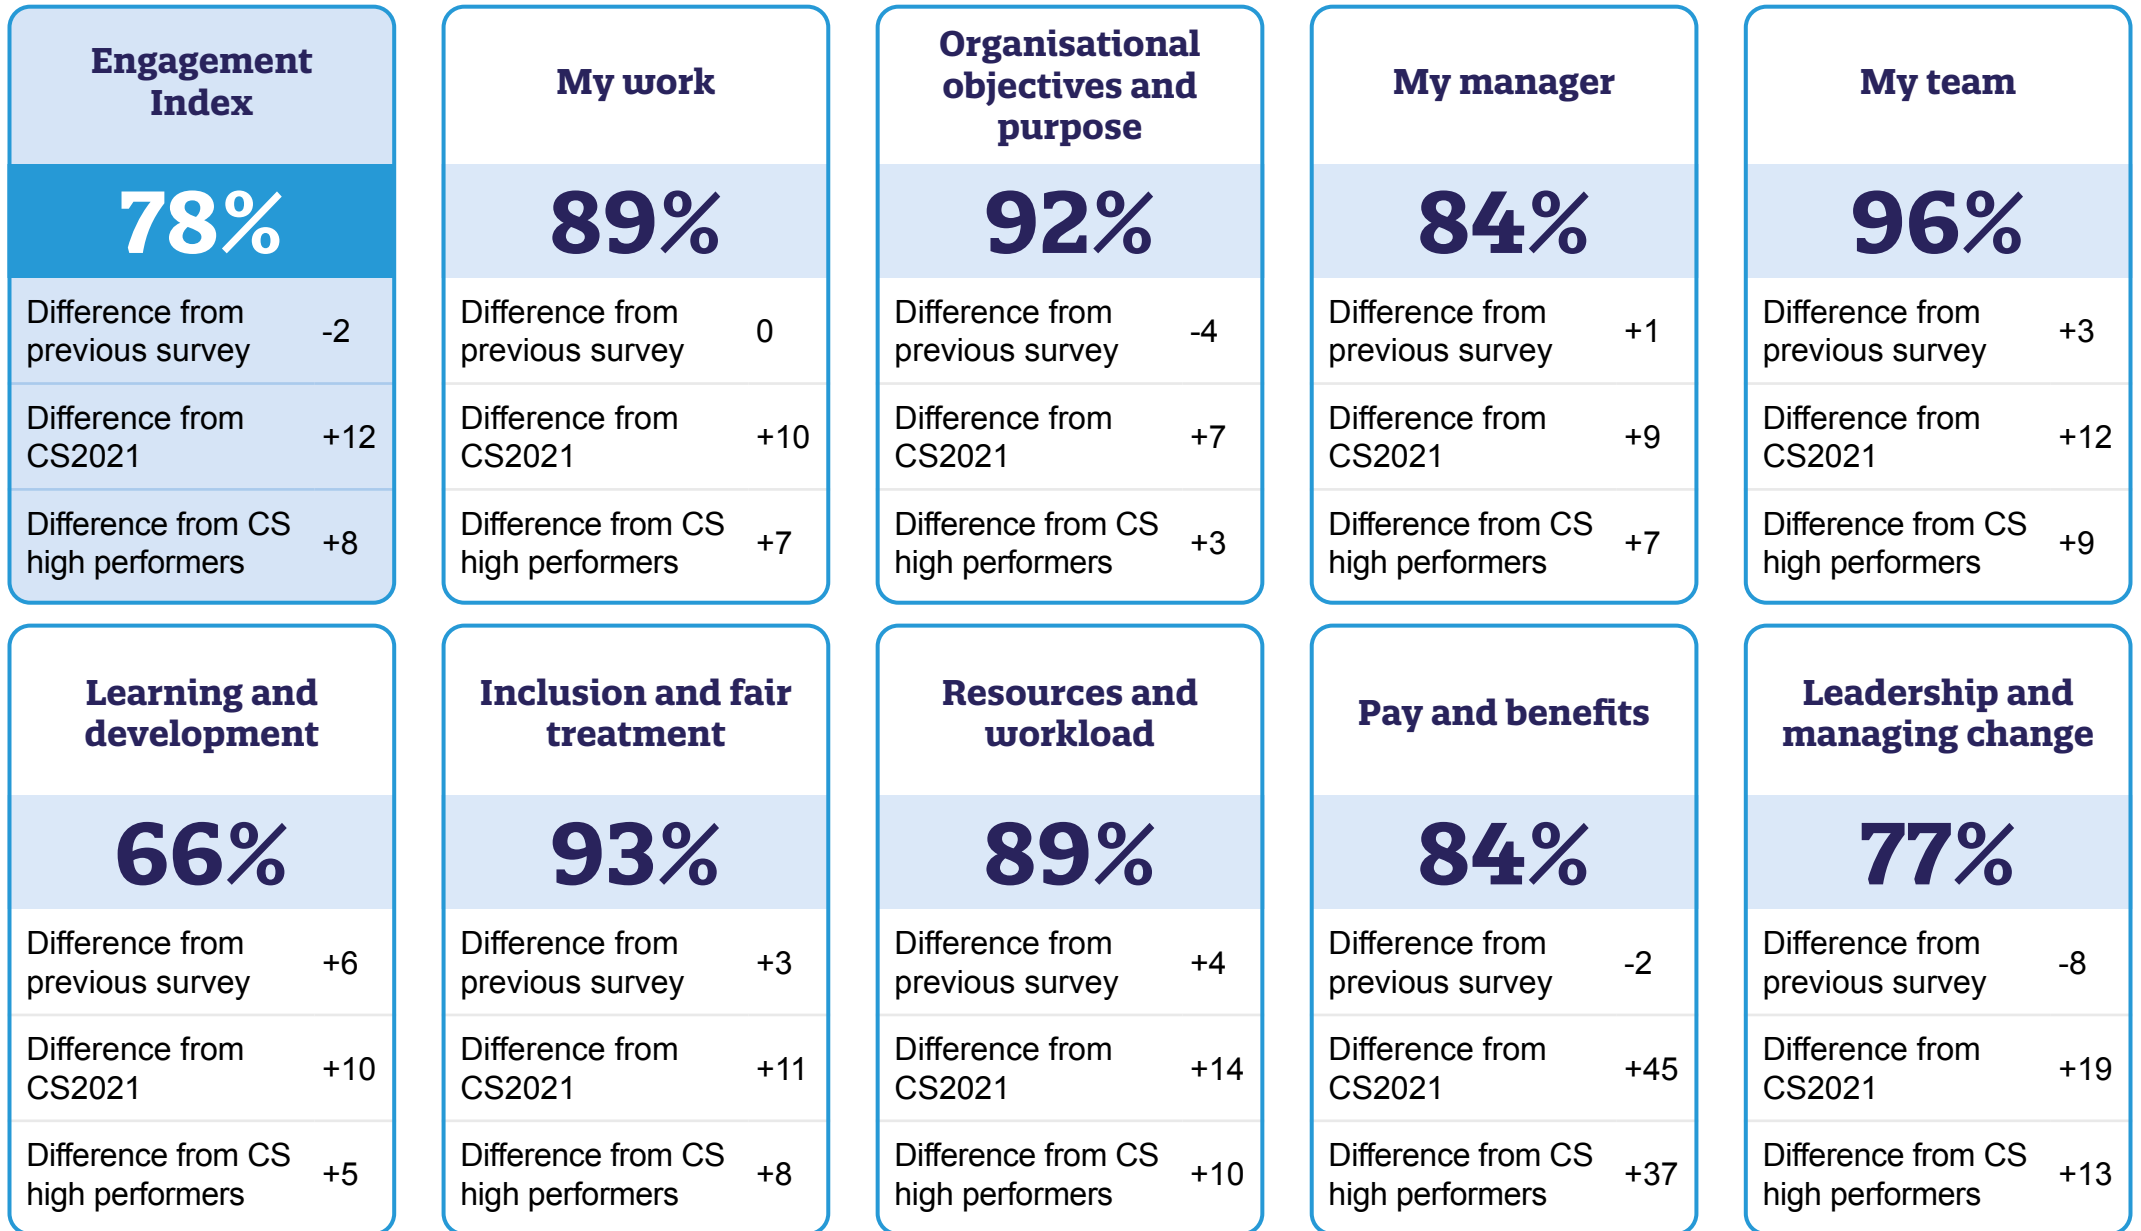 Engagement
Index
78%
Difference from
previous survey
-2
Difference from
CS2021
+12
Difference from CS
high performers
+8
My work
89%
Difference from
previous survey
0
Difference from
CS2021
+10
Difference from CS
high performers
+7
Organisational
objectives and
purpose
92%
Difference from
previous survey
-4
Difference from
CS2021
+7
Difference from CS
high performers
+3
My manager
84%
Difference from
previous survey
+1
Difference from
CS2021
+9
Difference from CS
high performers
+7
My team
96%
Difference from
previous survey
+3
Difference from
CS2021
+12
Difference from CS
high performers
+9
Learning and
development
66%
Difference from
previous survey
+6
Difference from
CS2021
+10
Difference from CS
high performers
+5
Inclusion and fair
treatment
93%
Difference from
previous survey
+3
Difference from
CS2021
+11
Difference from CS
high performers
+8
Resources and
workload
89%
Difference from
previous survey
+4
Difference from
CS2021
+14
Difference from CS
high performers
+10
Pay and benefits
84%
Difference from
previous survey
-2
Difference from
CS2021
+45
Difference from CS
high performers
+37
Leadership and
managing change
77%
Difference from
previous survey
-8
Difference from
CS2021
+19
Difference from CS
high performers
+13